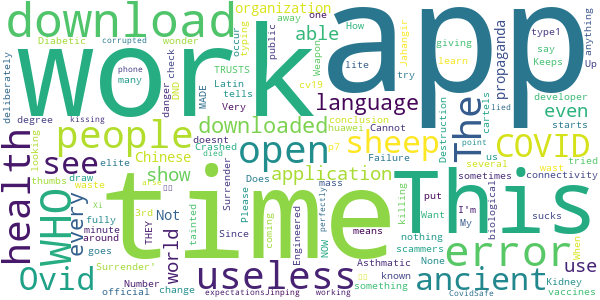 download
organization
away
one
How
able
typing
public
deliberately
Diabetic
corrupted
wonder
occur
Weapon
Jahangir
anything
phone
check
giving
learn
Up
many
DND
danger
TRUSTS
Latin
tells
lite
try
say
Keeps
work
app
MADE
Very
cv19
propaganda
developer
kissing
degree
language
Destruction
cartels
type1
starts
people
downloaded
conclusion
huawei
Cannot
lied
even
health
looking
see
elite
Chinese
Crashed
died
open
p7
sheep
Failure
The
point
us
COVID
thumbs
draw
waste
show
arse
application
mass
several
wast
tried
connectivity
WHO
every
time
This
error
xi
fully
Not
3rd
THEY
world
tainted
Surrender
Does
Please
Engineered
coming
NOW
perfectly
put
Want
killing
sometimes
I'm
My
biological
When
sucks
Ovid
minute
around
Since
useless
means
nothing
None
scammers
ancient
use
Surrender'
goes
Number
official
change
expectations
Jinping
working
something
Asthmatic
known
CovidSafe
Kidney
vaccines
doesnt